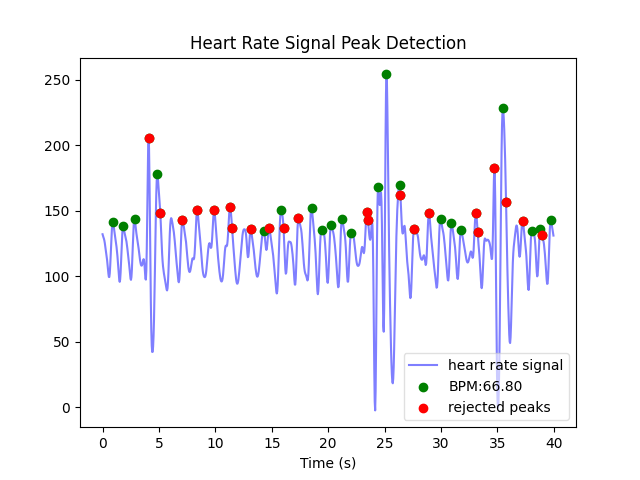 Heart Rate Signal Peak Detection
250
200
150
100
50
0
0 5 10 15 20 25 30 35 40
Time (s)
heart rate signal
BPM:66.80
rejected peaks